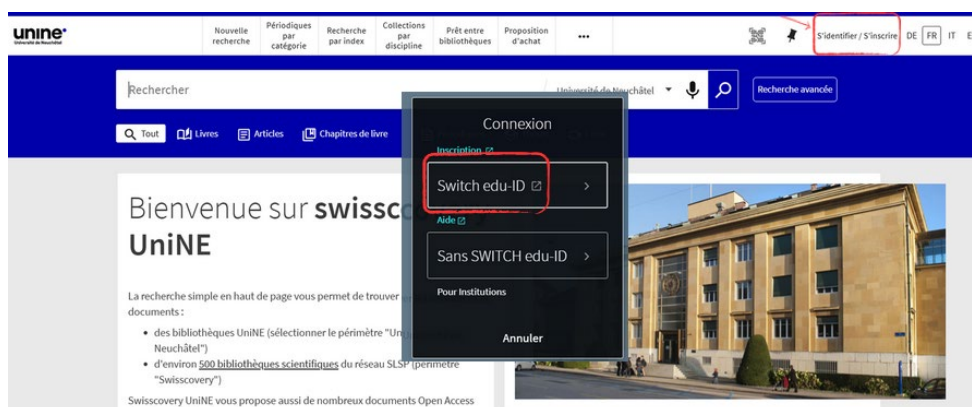 unine
Université de Neuchâtel
Nouvelle recherche
Périodiques par catégorie
Recherche par index
Collections par discipline
Prêt entre bibliothèques
Proposition d'achat
•••
S'identifier / S'inscrire
DE
FR
IT
E
Rechercher
Université de Neuchâtel
Recherche avancée
Tout
Livres
Articles
Chapitres de livre
Connexion
Inscription
Switch edu-ID
Aide
Sans SWITCH edu-ID
Pour Institutions
Annuler
Bienvenue sur swissc
UniNE
La recherche simple en haut de page vous permet de trouver
documents :
• des bibliothèques UniNE (sélectionner le périmètre "Un
Neuchâtel")
• d'environ 500 bibliothèques scientifiques du réseau SLSP (périmètre
"Swisscovery")
Swisscovery UniNE vous propose aussi de nombreux documents Open Access